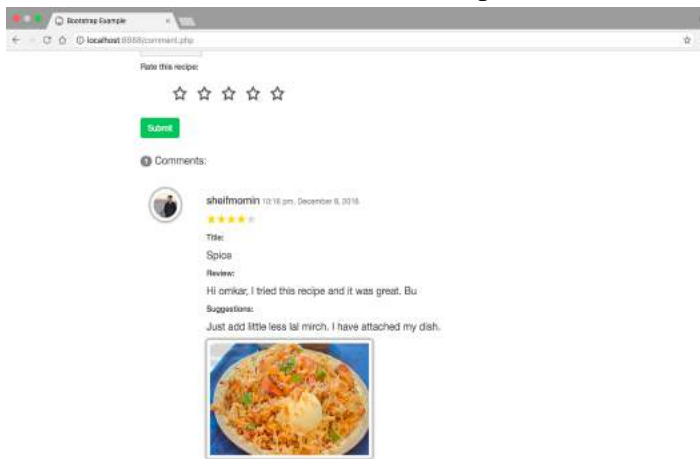 Bootstrap Example
localhost:8888/comment.php
Rate this recipe:
Submit
1 Comments:
sheifmomin 10:16 pm, December 8, 2016
Title:
Spice
Review:
Hi omkar, I tried this recipe and it was great. Bu
Suggestions:
Just add little less lal mirch. I have attached my dish.